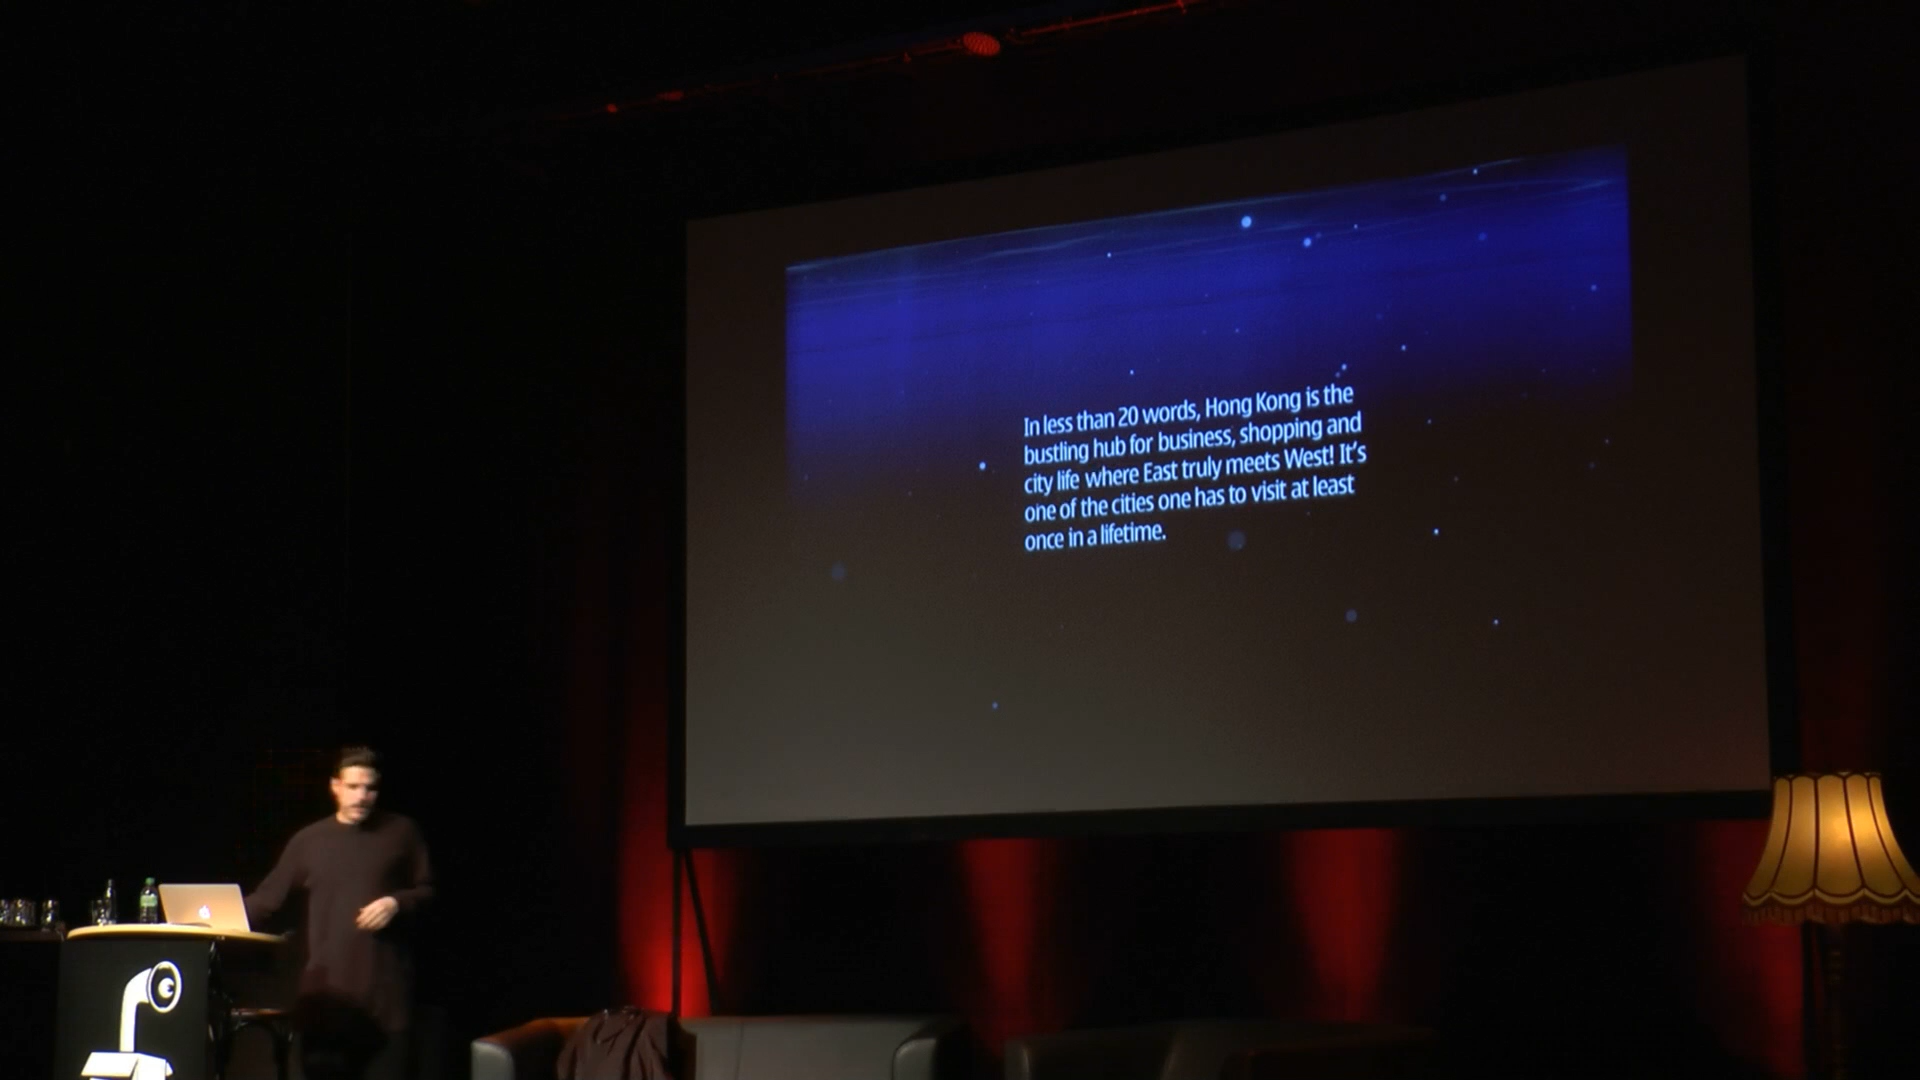 In less than 20 words, Hong Kong is the
bustling hub for business, shopping and
city life where East truly meets West! It's
one of the cities one has to visit at least
once in a lifetime.